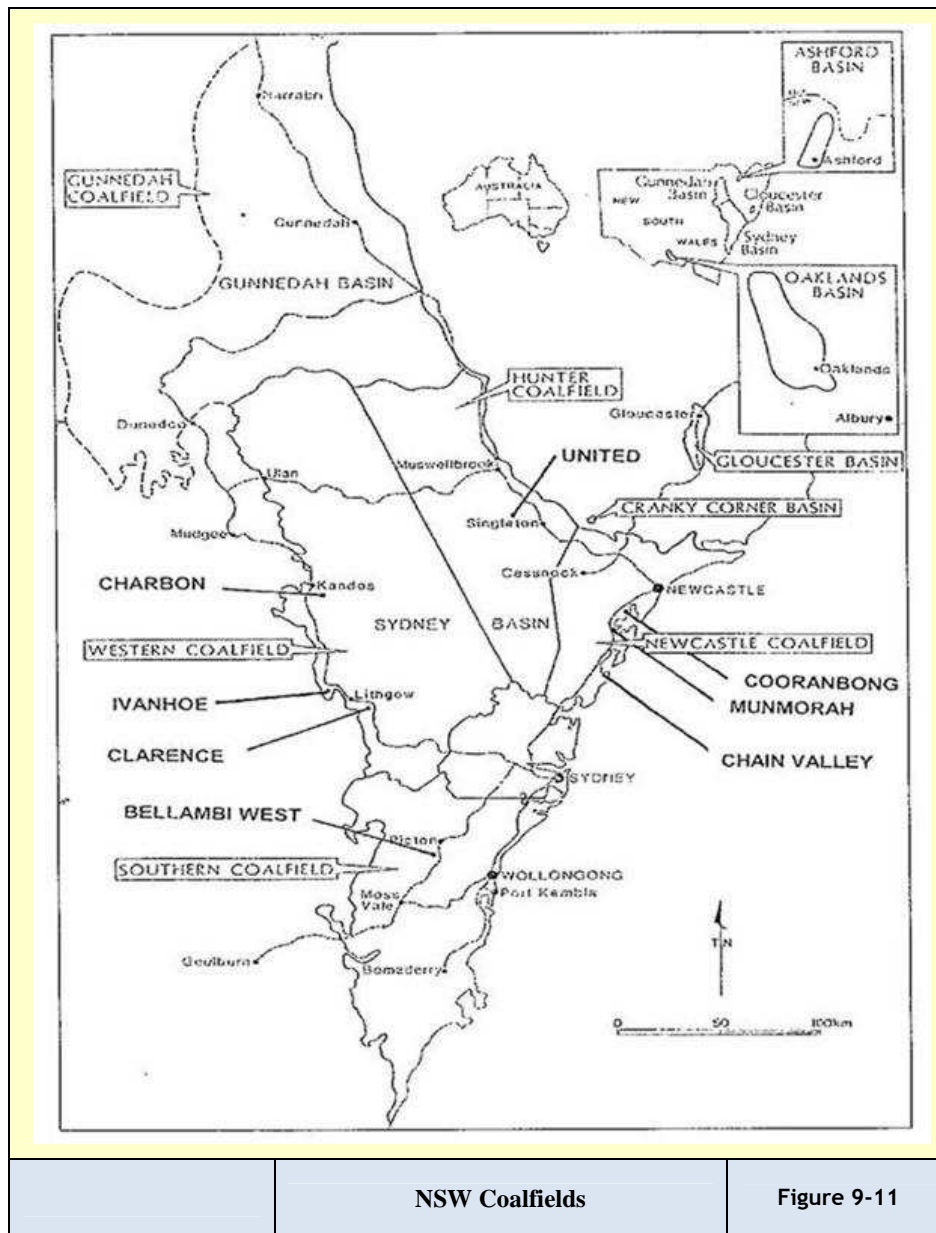 ASHFORD
BASIN
Ashford
Narrabri
GUNNEDAH
COALFIELD
AUSTRALIA
Gunnedah
Basin
Gloucester
Basin
NEW
SOUTH
WALES
Sydney
Basin
Gunnedah
GUNNEDAH BASIN
OAKLANDS
BASIN
Oaklands
Albury
HUNTER
COALFIELD
Dunedoo
Gloucester
Ulan
Muswellbrook
UNITED
GLOUCESTER BASIN
Singleton
CRANKY CORNER BASIN
Mudgee
Cessnock
CHARBON
Kandos
NEWCASTLE
SYDNEY BASIN
WESTERN COALFIELD
NEWCASTLE COALFIELD
COORANBONG
IVANHOE
Lithgow
MUNMORAH
CLARENCE
CHAIN VALLEY
SYDNEY
BELLAMBI WEST
Picton
SOUTHERN COALFIELD
WOLLONGONG
Port Kembla
Moss
Vale
Goulburn
Bomaderry
TN
0 50 100km
NSW Coalfields
Figure 9-11